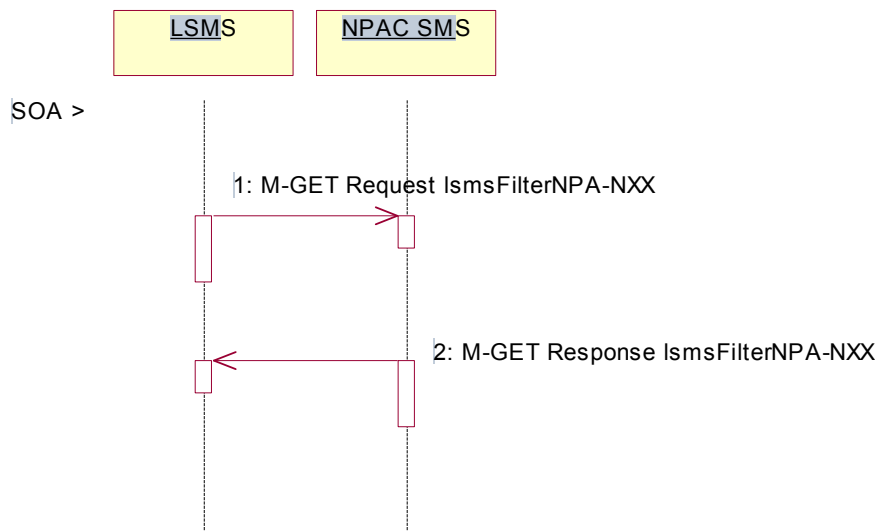 LSMS
NPAC SMS
SOA >
1: M-GET Request lsmsFilterNPA-NXX
2: M-GET Response lsmsFilterNPA-NXX